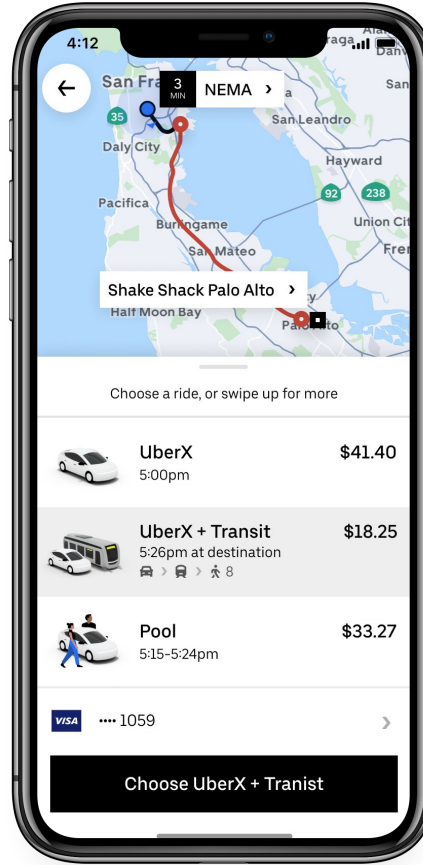 4:12
San Fra
3
MIN
NEMA ›
San Leandro
35
Daly City
Hayward
92
238
Pacifica
Union Cit
Burlingame
San Mateo
Shake Shack Palo Alto ›
Half Moon Bay
Palo Alto
Choose a ride, or swipe up for more
UberX
$41.40
5:00pm
UberX + Transit
$18.25
5:26pm at destination
8
Pool
$33.27
5:15-5:24pm
VISA
•••• 1059
Choose UberX + Tranist